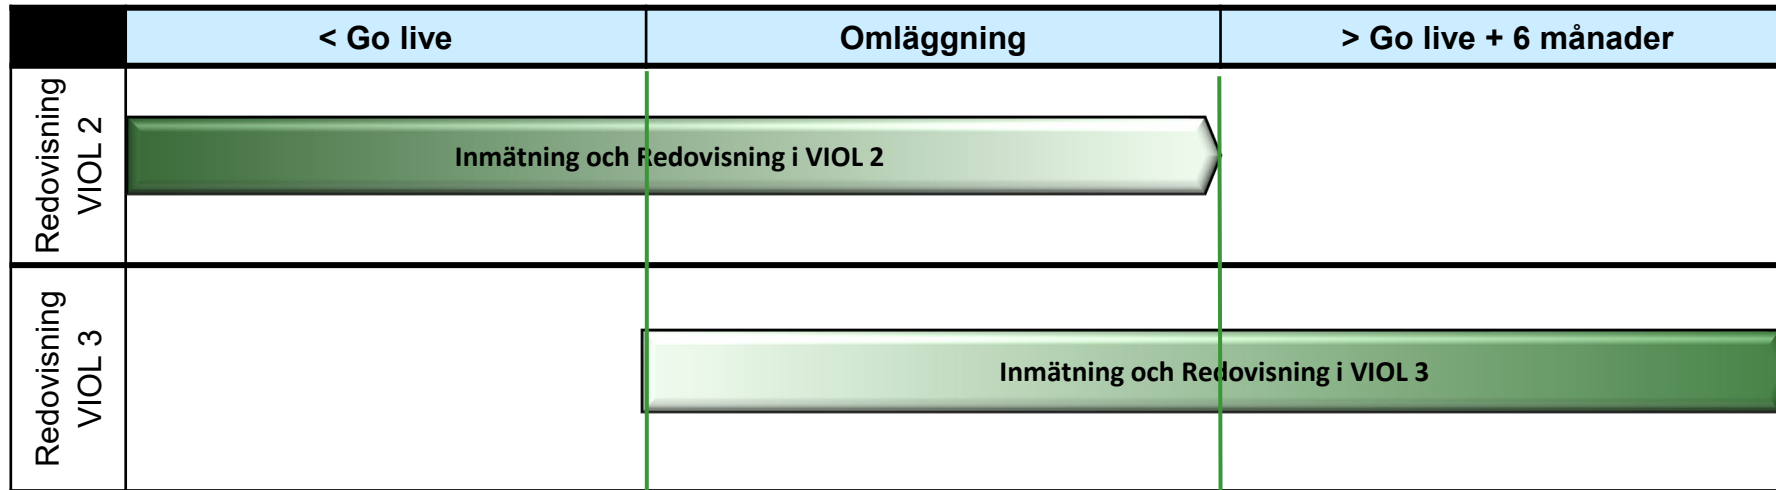 < Go live
Omläggning
> Go live + 6 månader
Redovisning
VIOL 2
Inmätning och Redovisning i VIOL 2
Redovisning
VIOL 3
Inmätning och Redovisning i VIOL 3